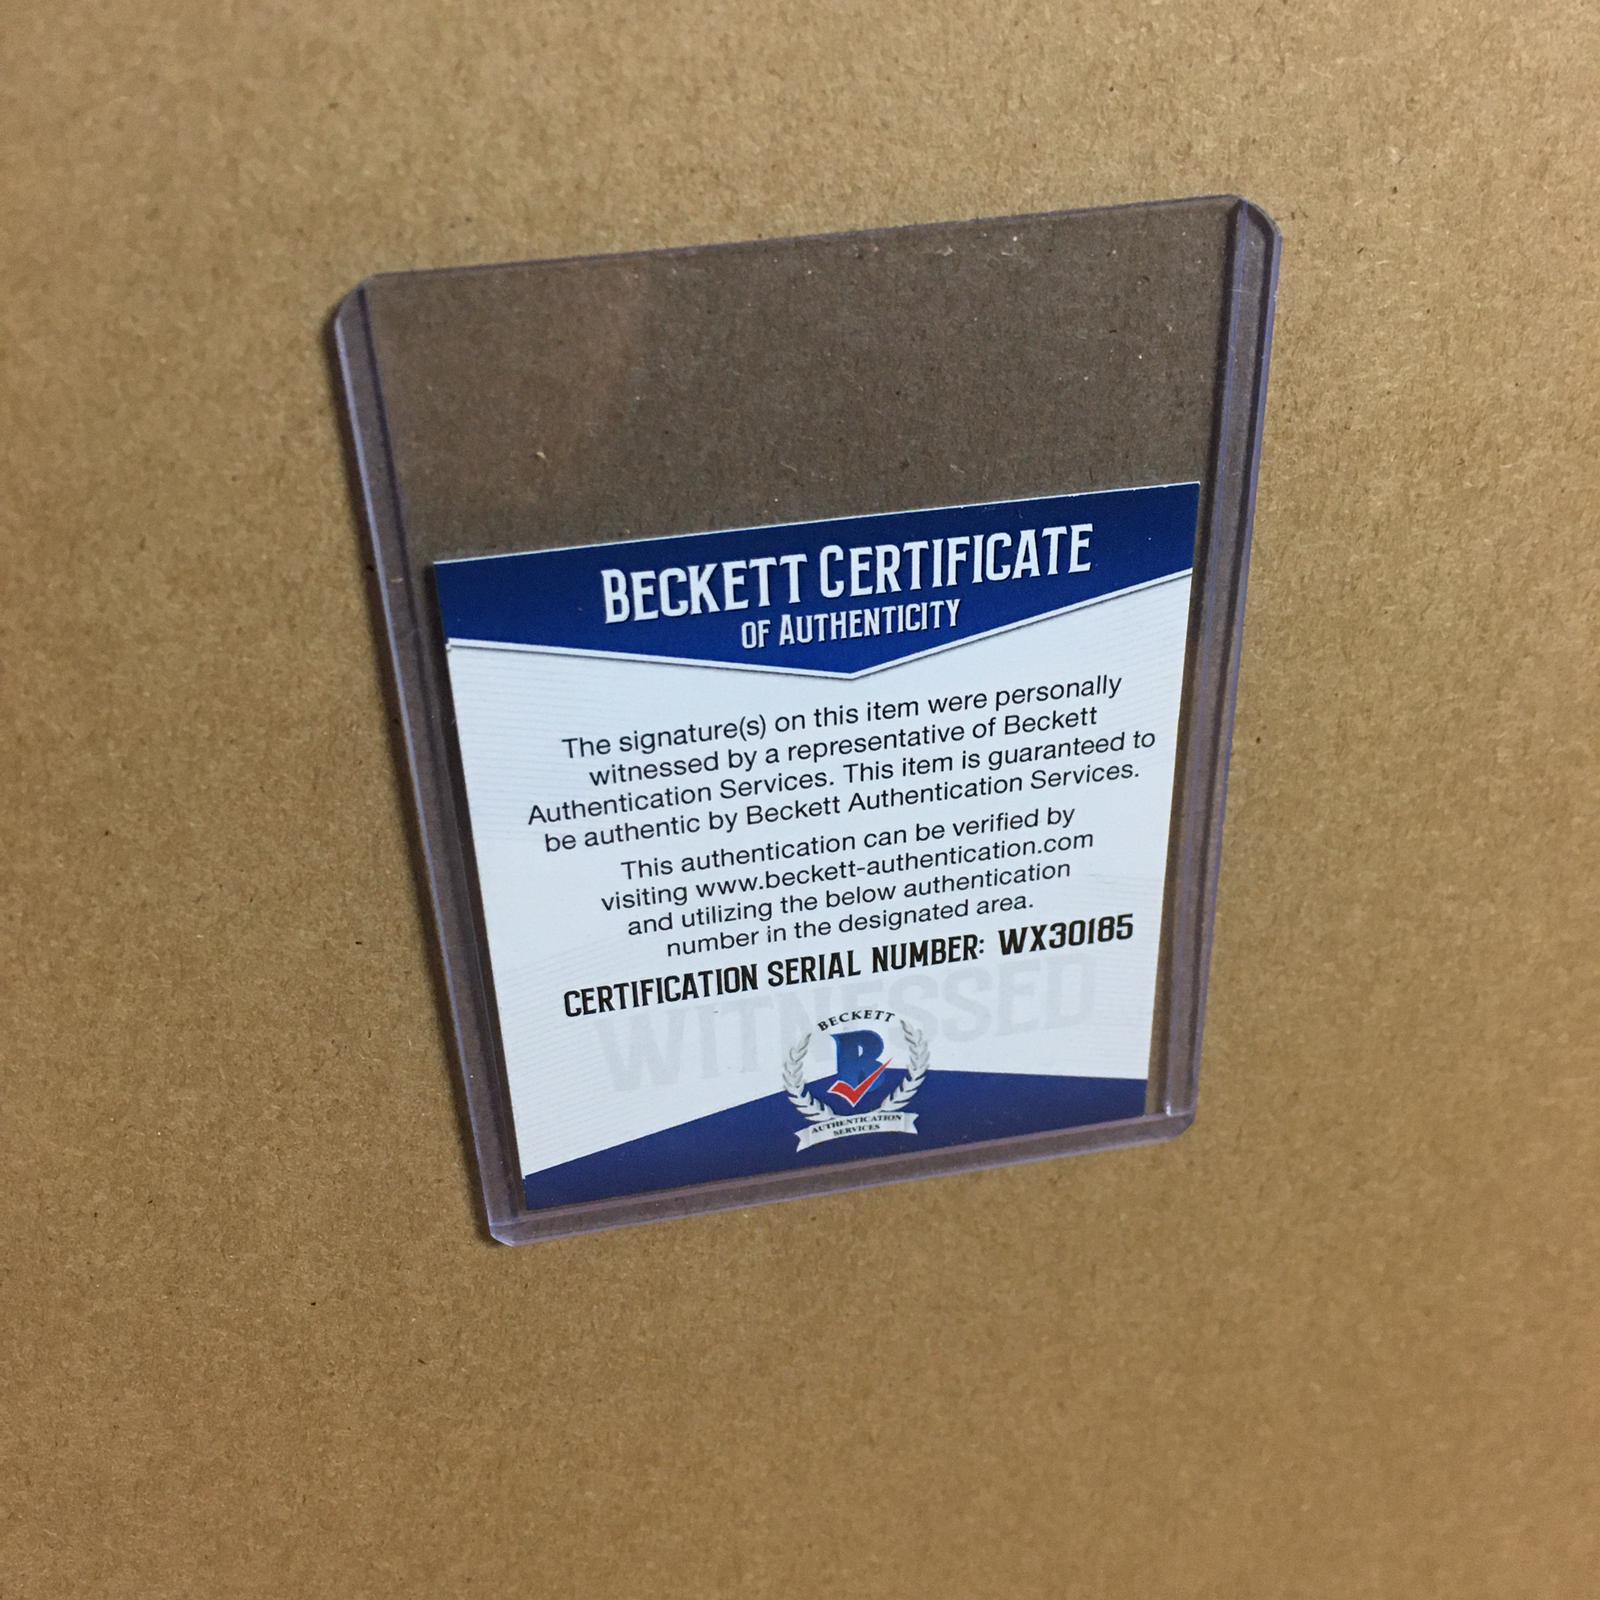 BECKETT CERTIFICATE
OF AUTHENTICITY
The signature(s) on this item were personally
witnessed by a representative of Beckett
Authentication Services. This item is guaranteed to
be authentic by Beckett Authentication Services.
This authentication can be verified by
visiting www.beckett-authentication.com
and utilizing the below authentication
number in the designated area.
CERTIFICATION SERIAL NUMBER: WX30185
WITNESSED
BECKETT
B
AUTHENTICATION
SERVICES